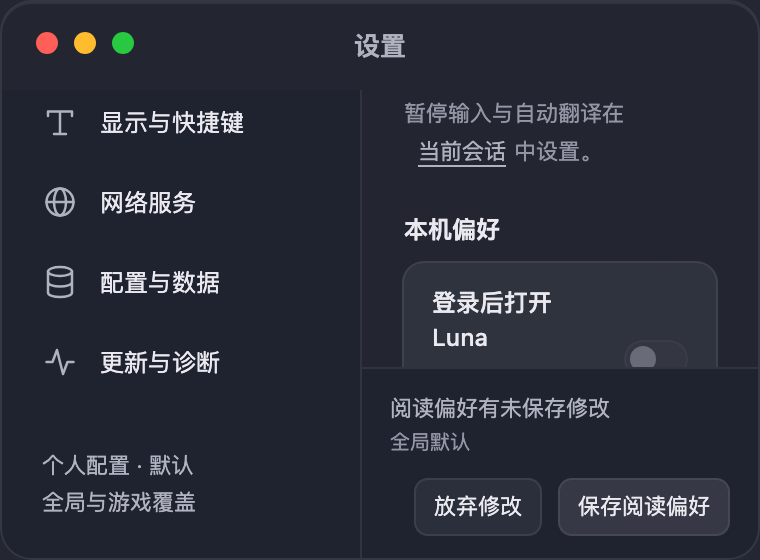 设置
显示与快捷键
网络服务
配置与数据
更新与诊断
个人配置 · 默认
全局与游戏覆盖
暂停输入与自动翻译在
当前会话 中设置。
本机偏好
登录后打开
Luna
阅读偏好有未保存修改
全局默认
放弃修改
保存阅读偏好